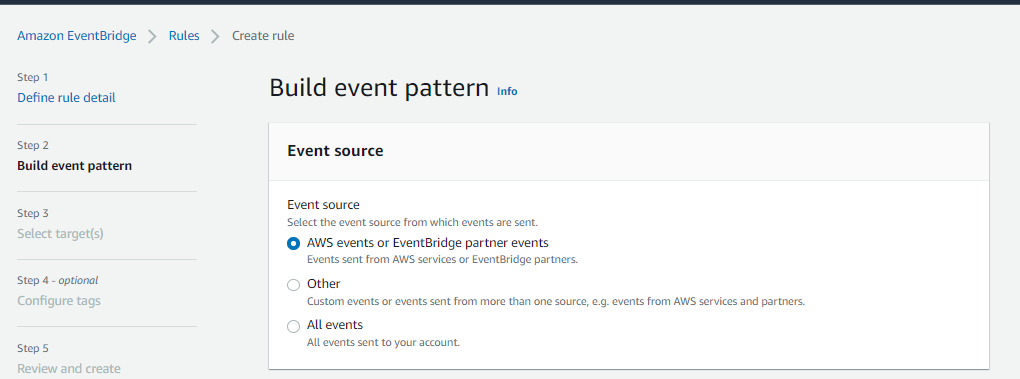 Amazon EventBridge > Rules > Create rule
Step 1
Define rule detail
Step 2
Build event pattern
Step 3
Select target(s)
Step 4 - optional
Configure tags
Step 5
Review and create
Build event pattern Info
Event source
Event source
Select the event source from which events are sent.
AWS events or EventBridge partner events
Events sent from AWS services or EventBridge partners.
Other
Custom events or events sent from more than one source, e.g. events from AWS services and partners.
All events
All events sent to your account.